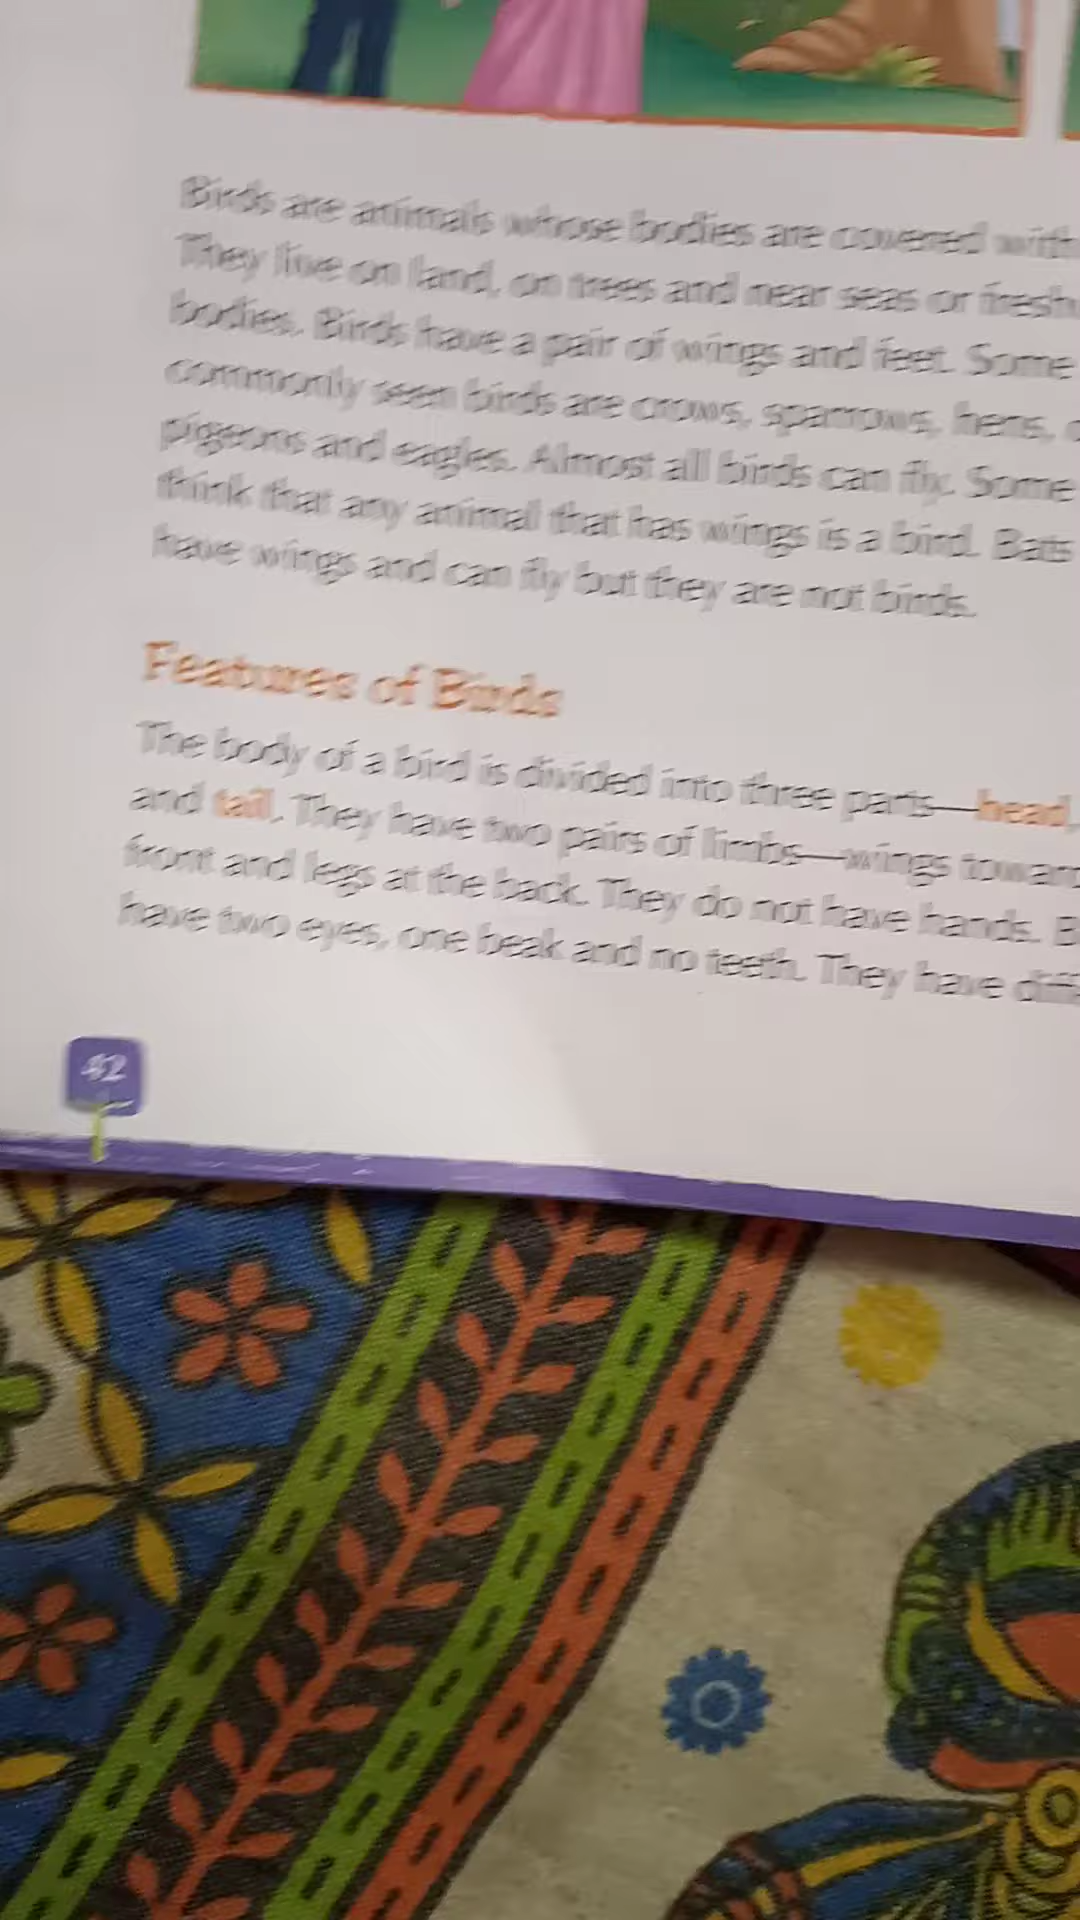 Birds are animals whose bodies are covered with
They live on land, on trees and near seas or fresh
bodies. Birds have a pair of wings and feet. Some
commonly seen birds are crows, sparrows, hens,
pigeons and eagles. Almost all birds can fly. Some
think that any animal that has wings is a bird. Bats
have wings and can fly but they are not birds.
Features of Birds
The body of a bird is divided into three parts—head,
and tail. They have two pairs of limbs—wings
front and legs at the back. They do not have hands.
have two eyes, one beak and no teeth. They have
42